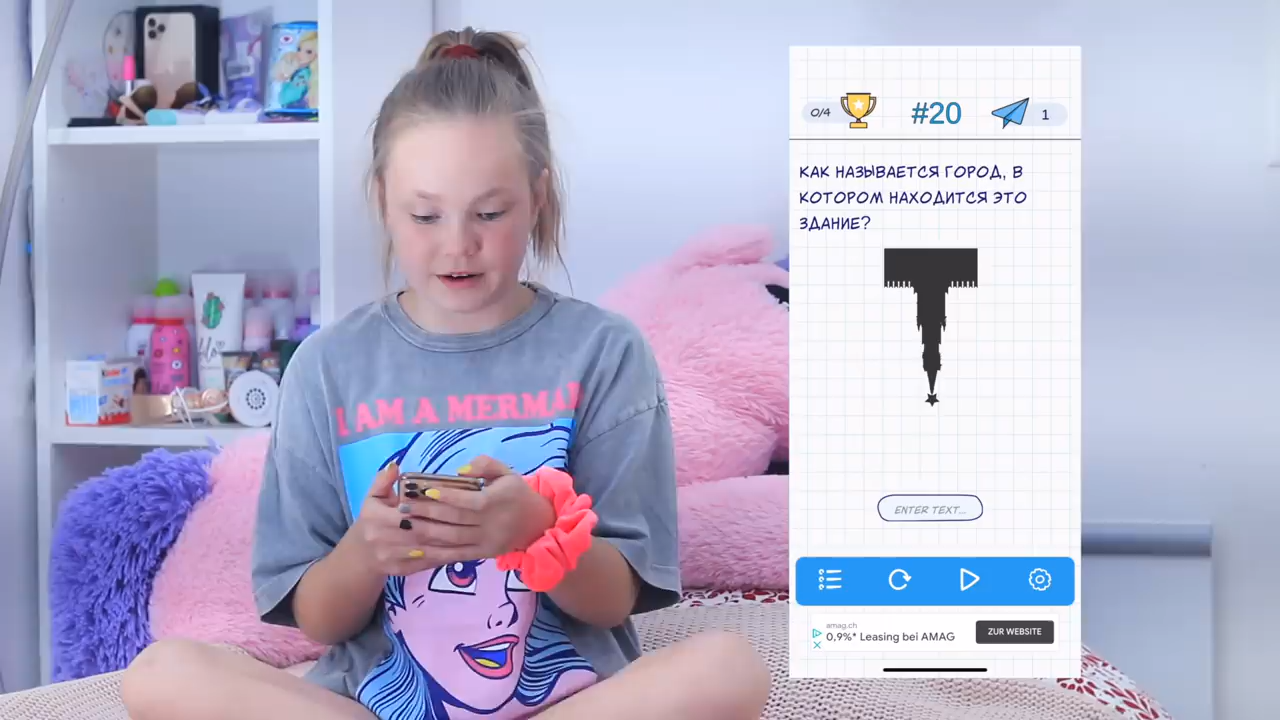 0/4
#20
1
КАК НАЗЫВАЕТСЯ ГОРОД, В
КОТОРОМ НАХОДИТСЯ ЭТО
ЗДАНИЕ?
ENTER TEXT...
amag.ch
0,9%* Leasing bei AMAG
ZUR WEBSITE
I AM A MERMAI